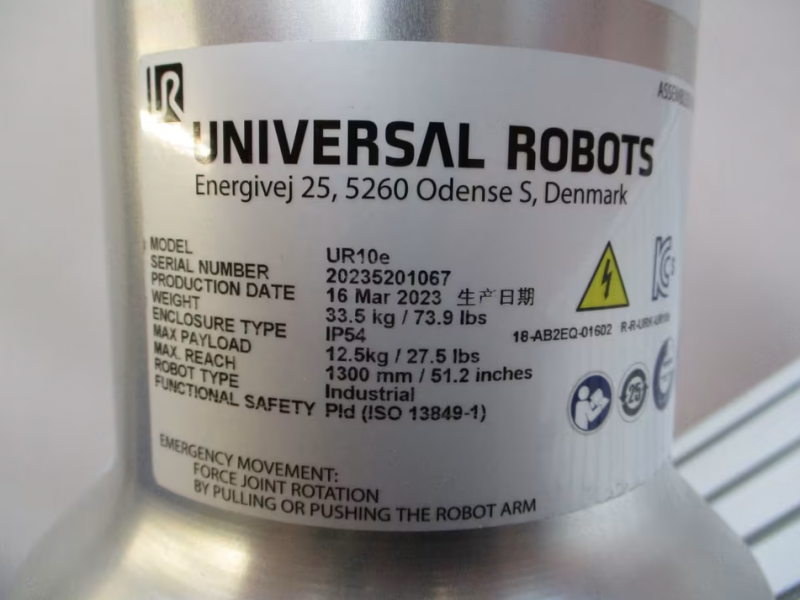 UR
ASSEMBLED
UNIVERSAL ROBOTS
Energivej 25, 5260 Odense S, Denmark
MODEL UR10e
SERIAL NUMBER 20235201067
PRODUCTION DATE 16 Mar 2023 生产日期
WEIGHT 33.5 kg / 73.9 lbs
ENCLOSURE TYPE IP54
MAX PAYLOAD 12.5kg / 27.5 lbs
MAX. REACH 1300 mm / 51.2 inches
ROBOT TYPE Industrial
FUNCTIONAL SAFETY Pld (ISO 13849-1)
18-AB2EQ-01602
25
EMERGENCY MOVEMENT:
FORCE JOINT ROTATION
BY PULLING OR PUSHING THE ROBOT ARM